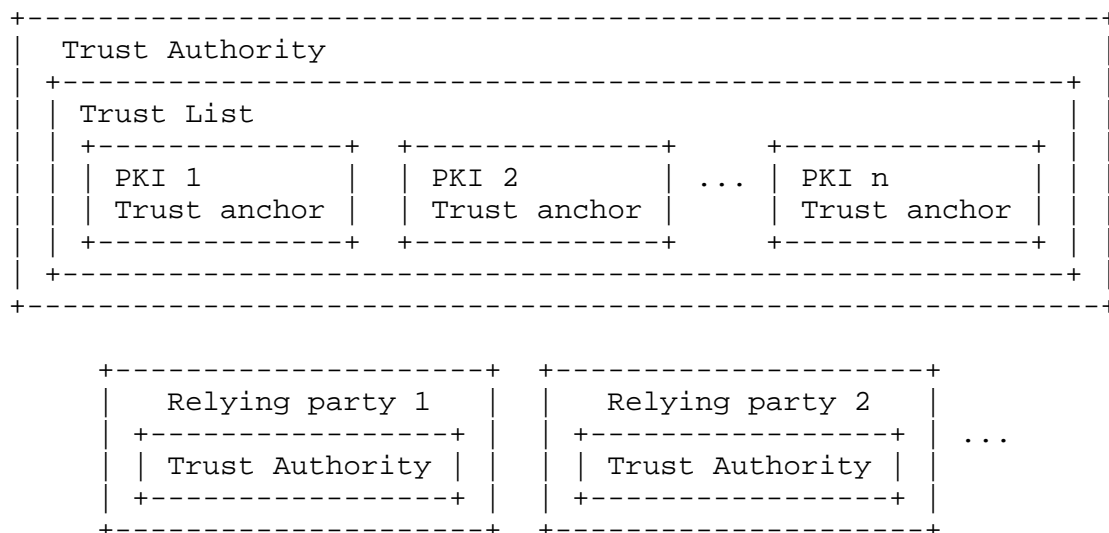 Trust Authority
Trust List
PKI 1 PKI 2 ... PKI n
Trust anchor Trust anchor Trust anchor
Relying party 1 Relying party 2
...
Trust Authority Trust Authority